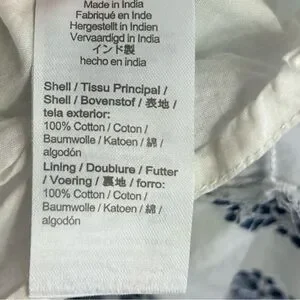 Made in India
Fabriqué en Inde
Hergestellt in Indien
Vervaardigd in India
インド製
hecho en india
Shell / Tissu Principal /
Shell / Bovenstof / 表地 /
tela exterior:
100% Cotton / Coton /
Baumwolle / Katoen / 綿 /
algodón
Lining / Doublure / Futter
/ Voering / 裏地 / forro:
100% Cotton / Coton /
Baumwolle / Katoen / 綿 /
algodón